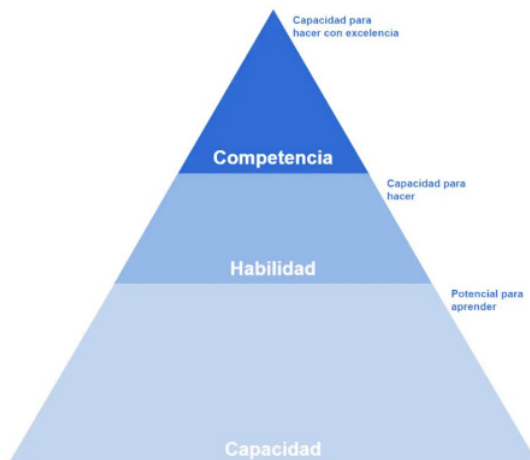 Capacidad para
hacer con excelencia
Competencia
Capacidad para
hacer
Habilidad
Potencial para
aprender
Capacidad